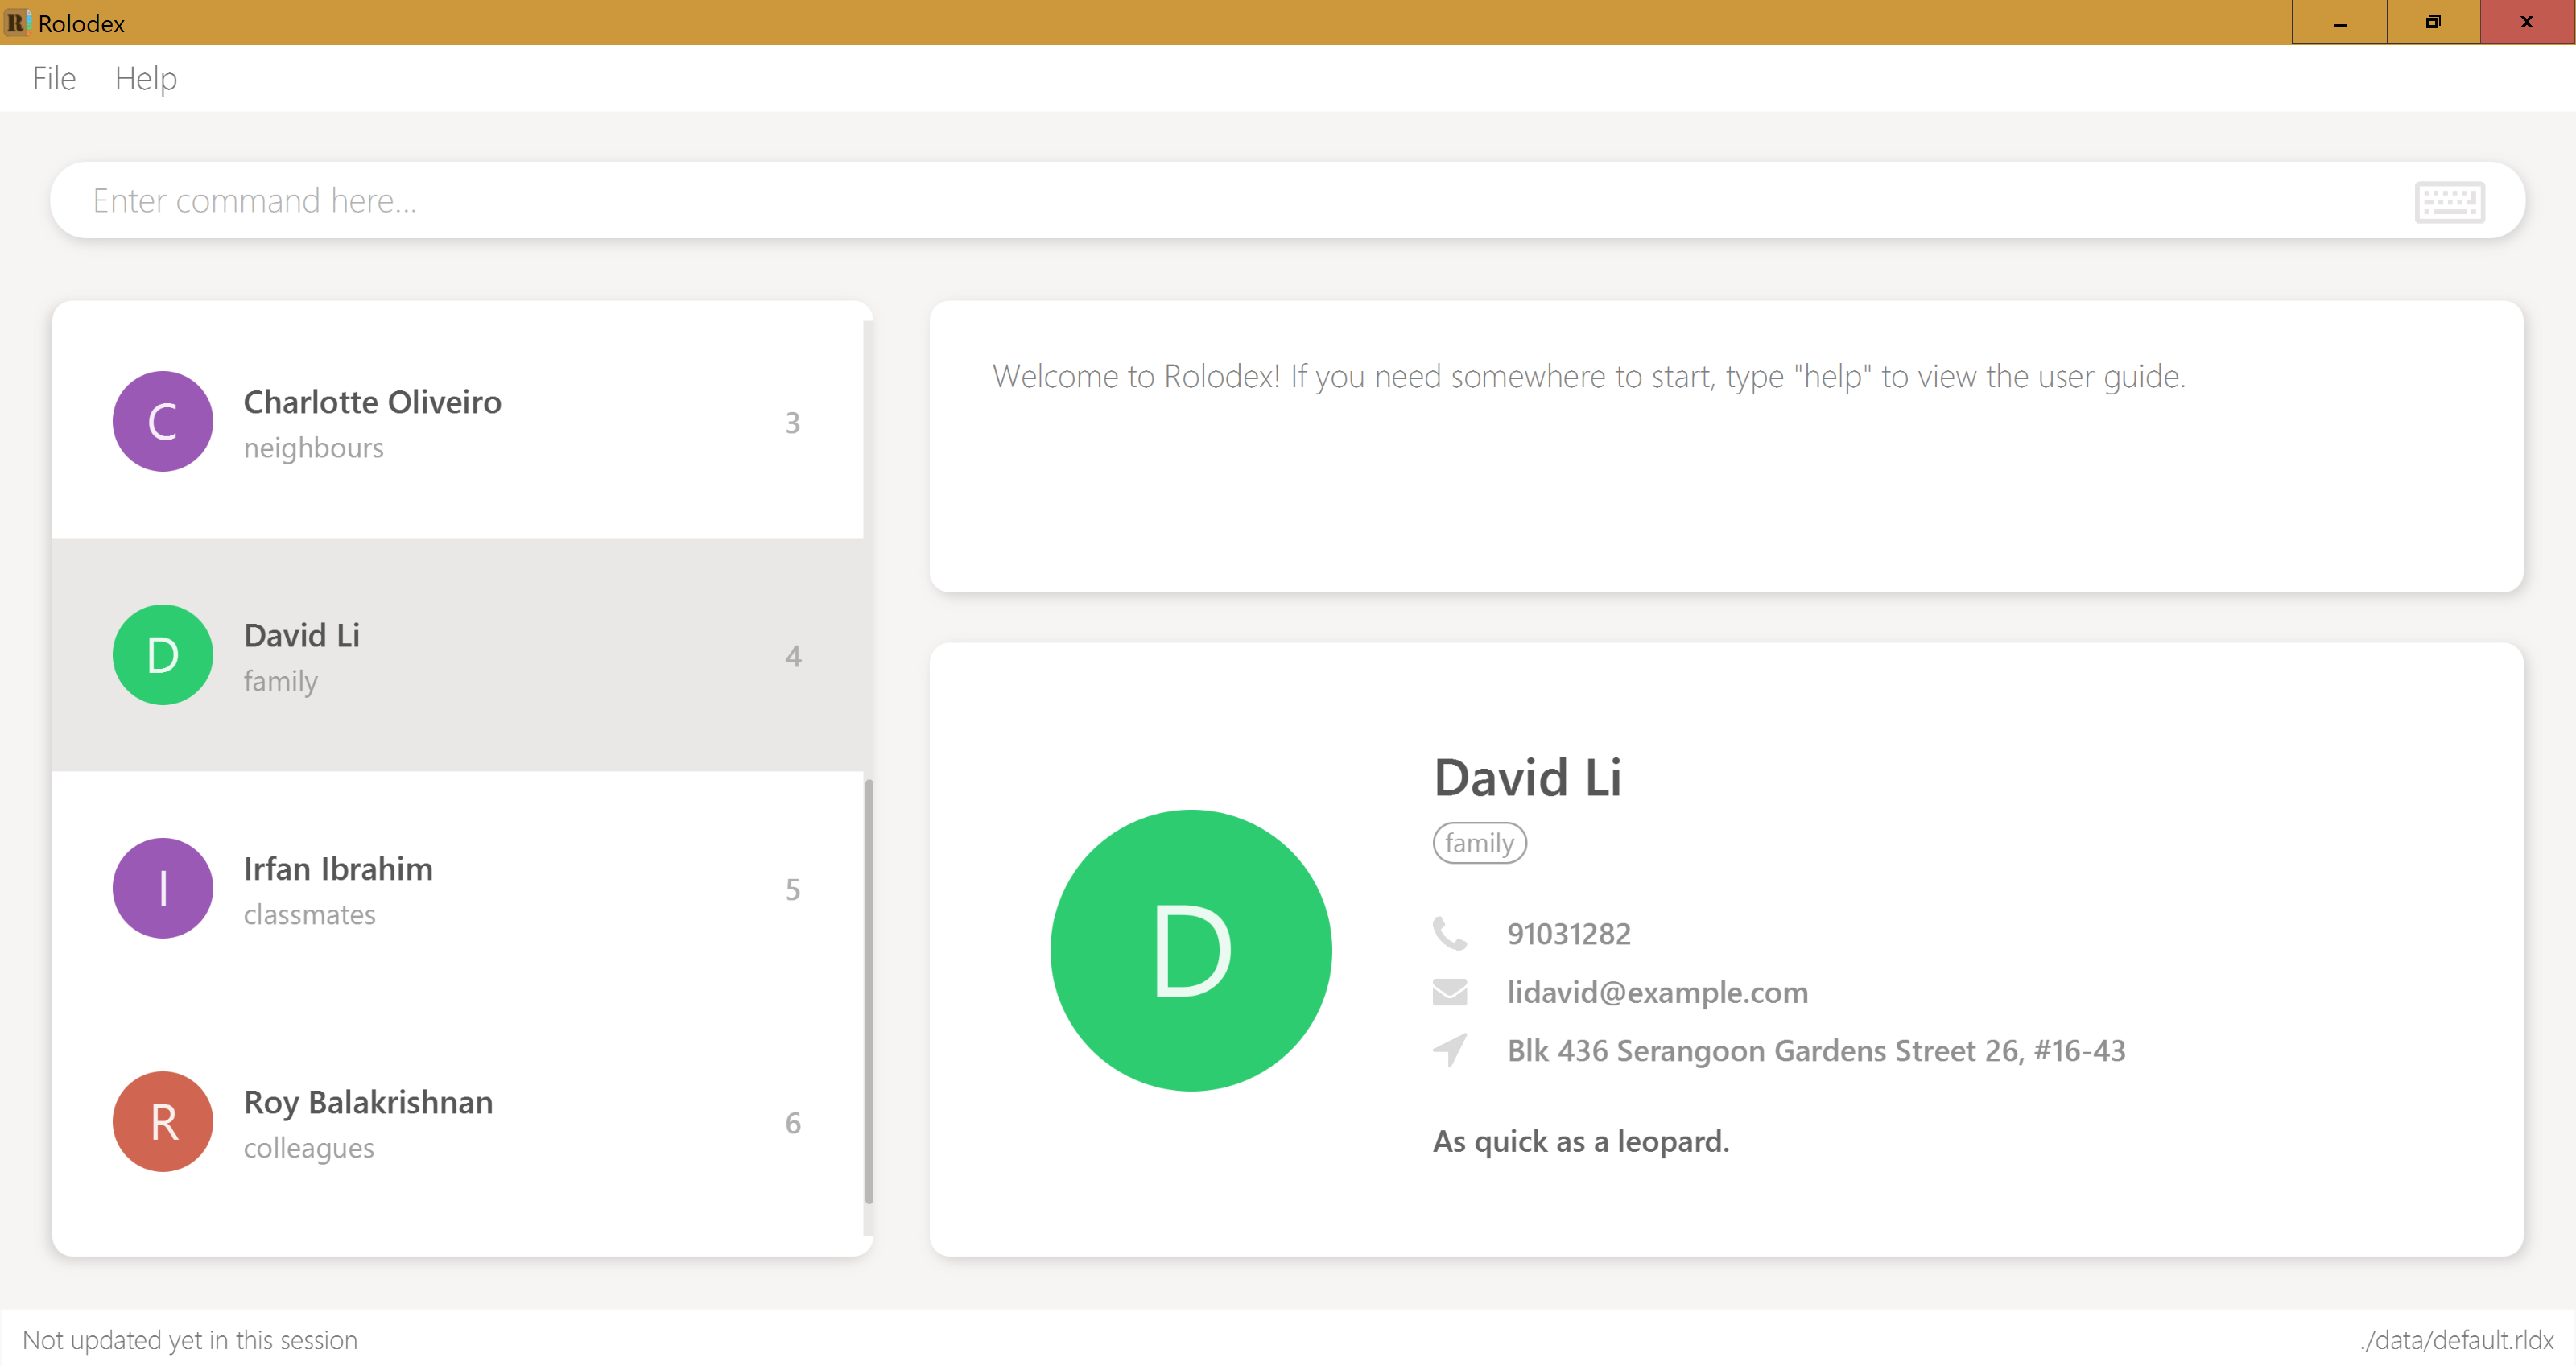 Rolodex
File Help
Enter command here...
C
Charlotte Oliveiro
neighbours
3
D
David Li
family
4
I
Irfan Ibrahim
classmates
5
R
Roy Balakrishnan
colleagues
6
Welcome to Rolodex! If you need somewhere to start, type "help" to view the user guide.
D
David Li
family
91031282
lidavid@example.com
Blk 436 Serangoon Gardens Street 26, #16-43
As quick as a leopard.
Not updated yet in this session
./data/default.rldx